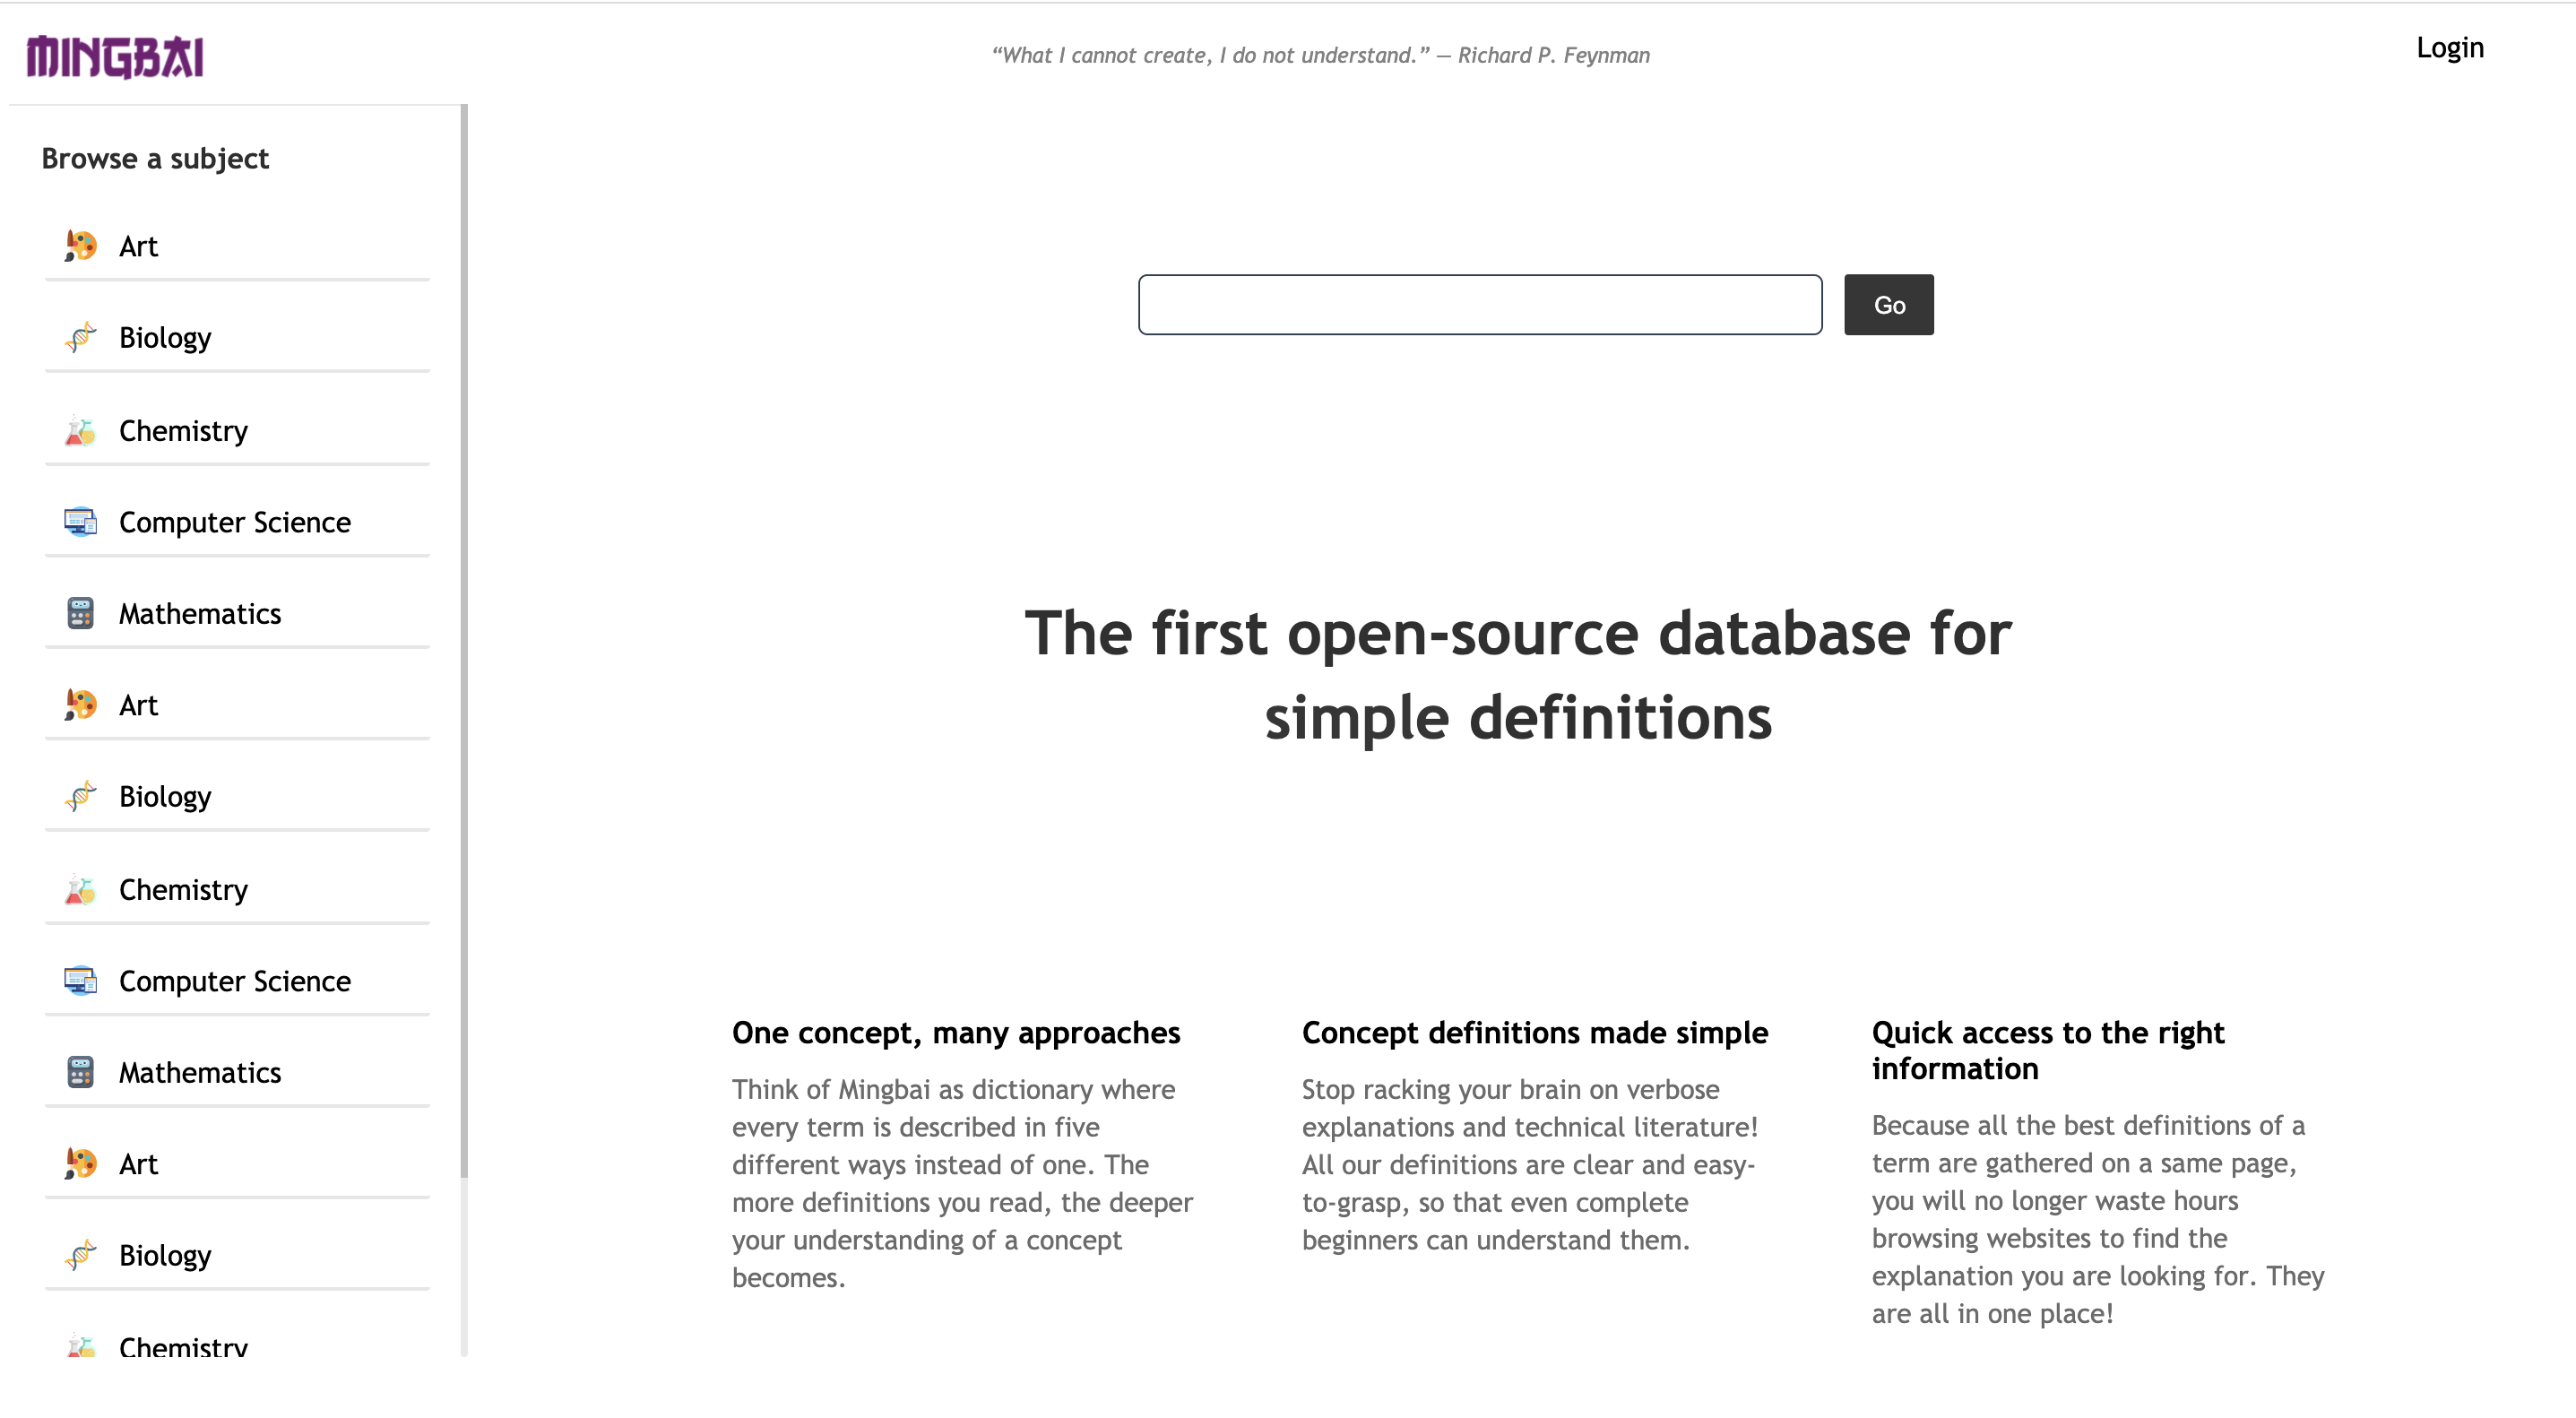 MINGBAI
“What I cannot create, I do not understand.” — Richard P. Feynman
Login
Browse a subject
Art
Biology
Chemistry
Computer Science
Mathematics
Art
Biology
Chemistry
Computer Science
Mathematics
Art
Biology
Chemistry
Go
The first open-source database for
simple definitions
One concept, many approaches
Think of Mingbai as dictionary where
every term is described in five
different ways instead of one. The
more definitions you read, the deeper
your understanding of a concept
becomes.
Concept definitions made simple
Stop racking your brain on verbose
explanations and technical literature!
All our definitions are clear and easy-
to-grasp, so that even complete
beginners can understand them.
Quick access to the right
information
Because all the best definitions of a
term are gathered on a same page,
you will no longer waste hours
browsing websites to find the
explanation you are looking for. They
are all in one place!